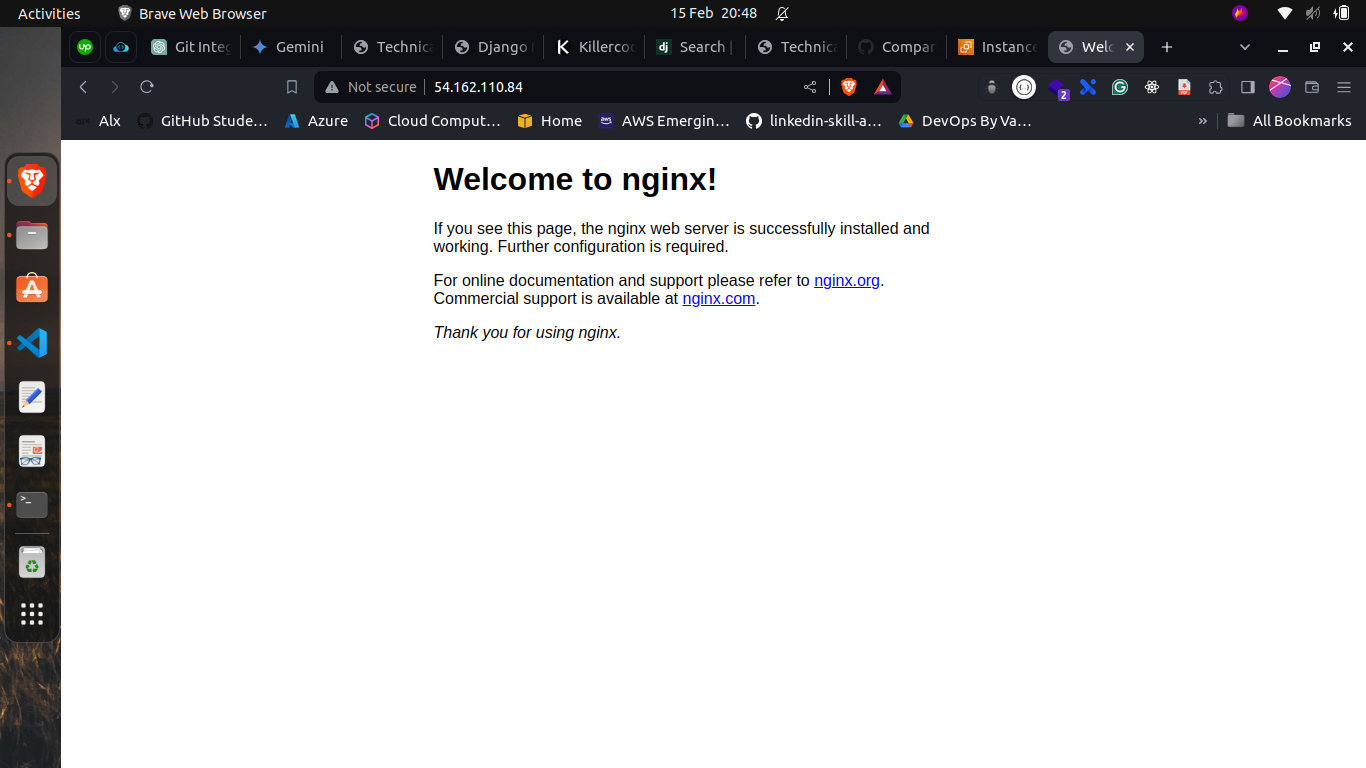 Activities
Brave Web Browser
15 Feb 20:48
up
Git Integ
Gemini
Technica
Django
Killercod
dj
Search |
Technica
Compar
Instance
Welc
Not secure
54.162.110.84
2
Alx
GitHub Stude…
Azure
Cloud Comput…
Home
aws
AWS Emergin…
linkedin-skill-a…
DevOps By Va…
»
All Bookmarks
Welcome to nginx!
If you see this page, the nginx web server is successfully installed and
working. Further configuration is required.
For online documentation and support please refer to nginx.org.
Commercial support is available at nginx.com.
Thank you for using nginx.